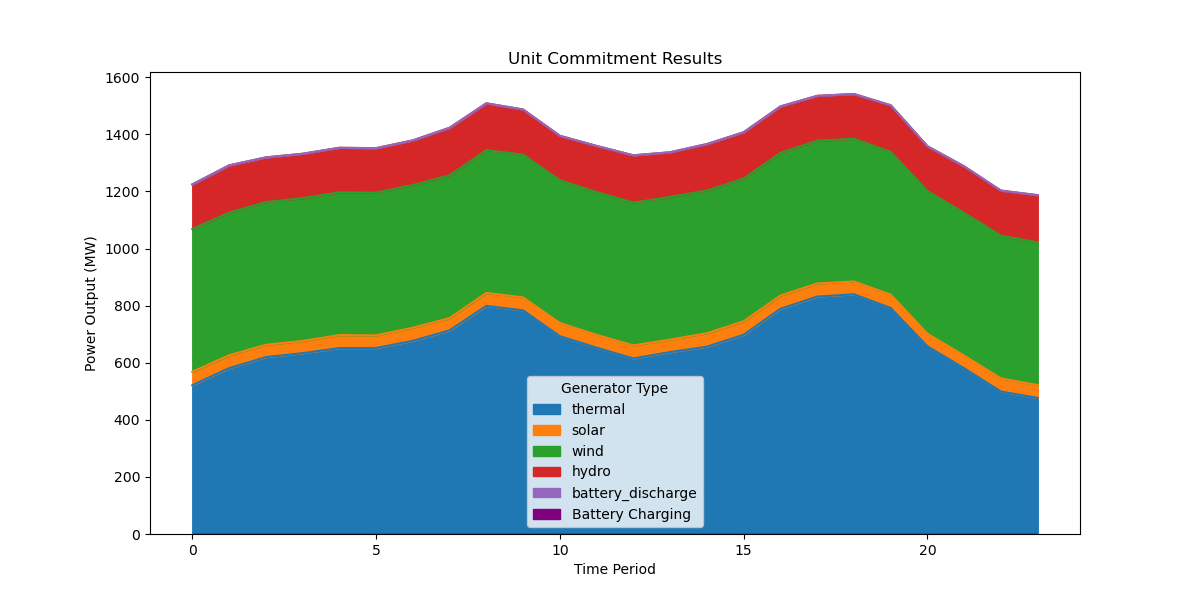 Unit Commitment Results
Power Output (MW)
1600
1400
1200
1000
800
600
400
200
0
Generator Type
thermal
solar
wind
hydro
battery_discharge
Battery Charging
0 5 10 15 20
Time Period